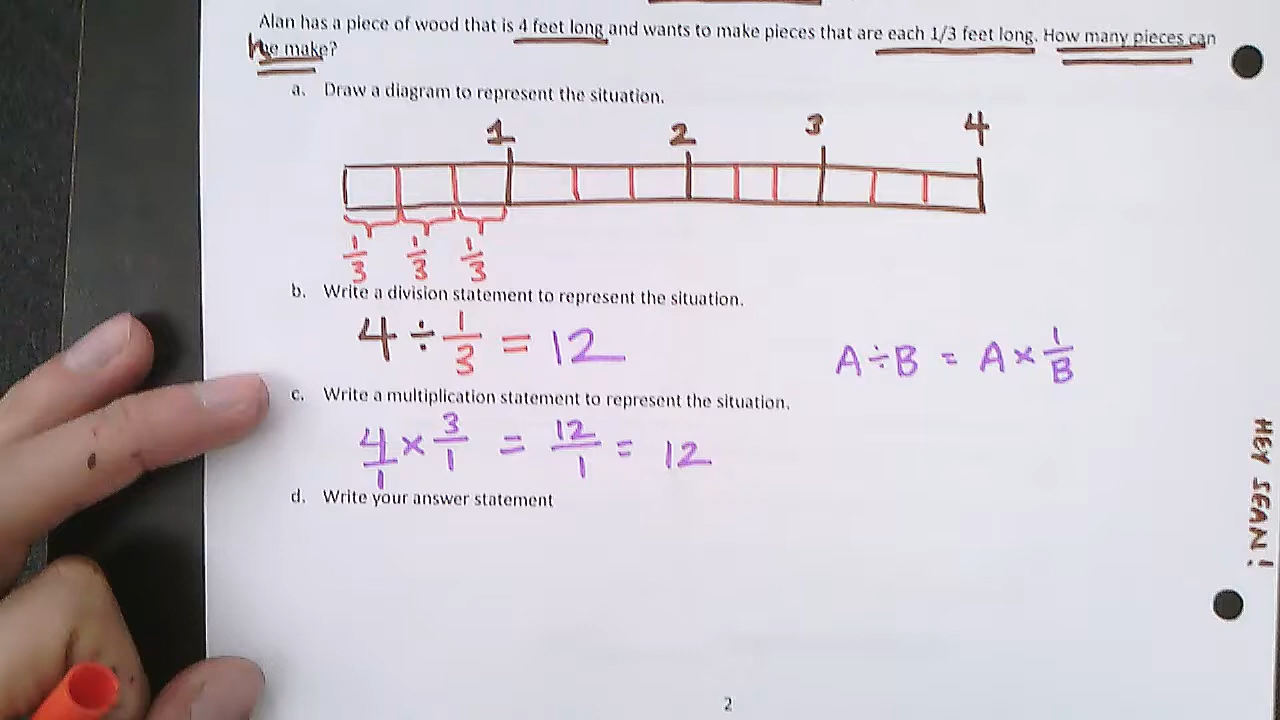 Alan has a piece of wood that is 4 feet long and wants to make pieces that are each 1/3 feet long. How many pieces can
he make?
a. Draw a diagram to represent the situation.
1 2 3 4
1/3 1/3 1/3
b. Write a division statement to represent the situation.
4 ÷ 1/3 = 12
A÷B = A × 1/B
c. Write a multiplication statement to represent the situation.
4/1 × 3/1 = 12/1 = 12
d. Write your answer statement
HEY SEAN!
2